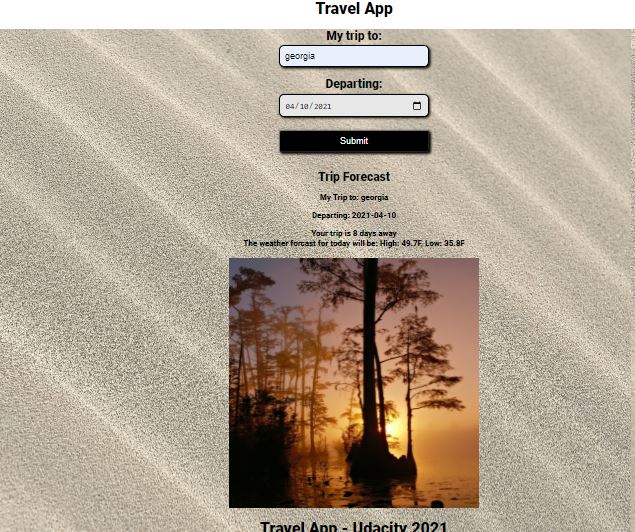 Travel App
My trip to:
georgia
Departing:
04/10/2021
Submit
Trip Forecast
My Trip to: georgia
Departing: 2021-04-10
Your trip is 8 days away
The weather forcast for today will be: High: 49.7F, Low: 35.8F
Travel App - Udacity 2021